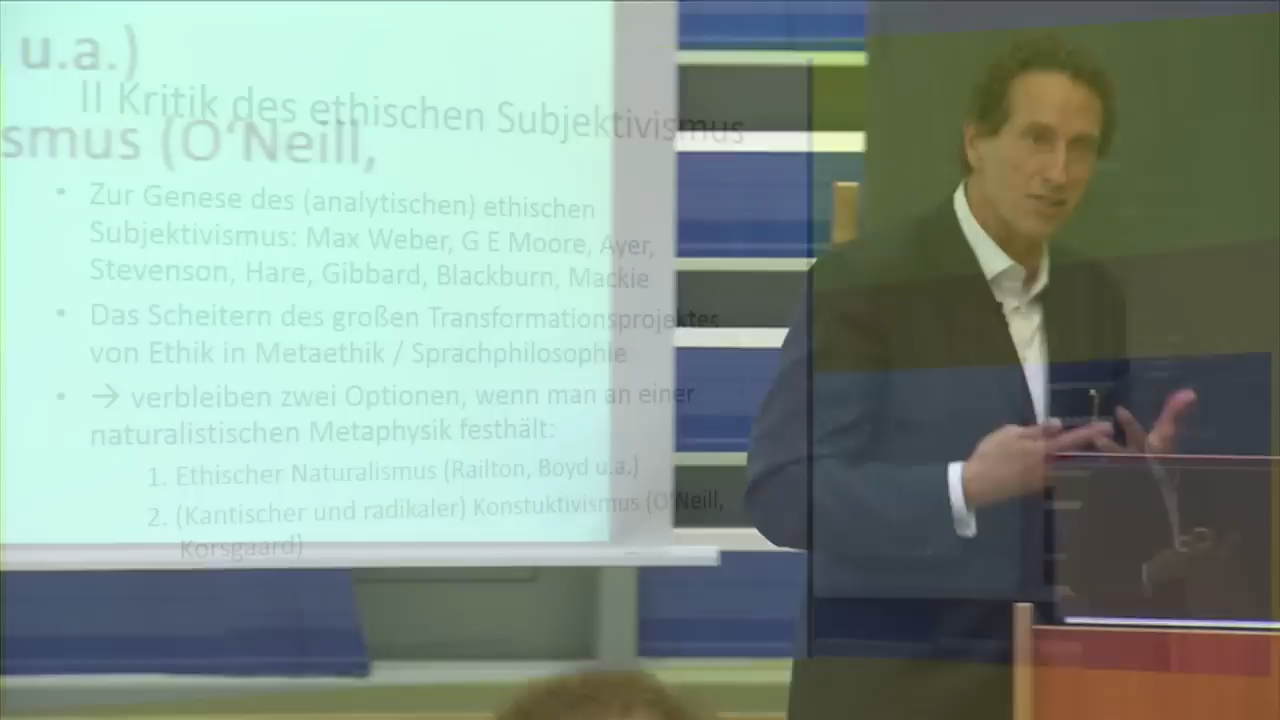 u.a.)
II Kritik des ethischen Subjektivismus
smus (O'Neill,
• Zur Genese des (analytischen) ethischen
Subjektivismus: Max Weber, G E Moore, Ayer,
Stevenson, Hare, Gibbard, Blackburn, Mackie
• Das Scheitern des großen Transformationsprojektes
von Ethik in Metaethik / Sprachphilosophie
• → verbleiben zwei Optionen, wenn man an einer
naturalistischen Metaphysik festhält:
1. Ethischer Naturalismus (Railton, Boyd u.a.)
2. (Kantischer und radikaler) Konstuktivismus (O'Neill,
Korsgaard)